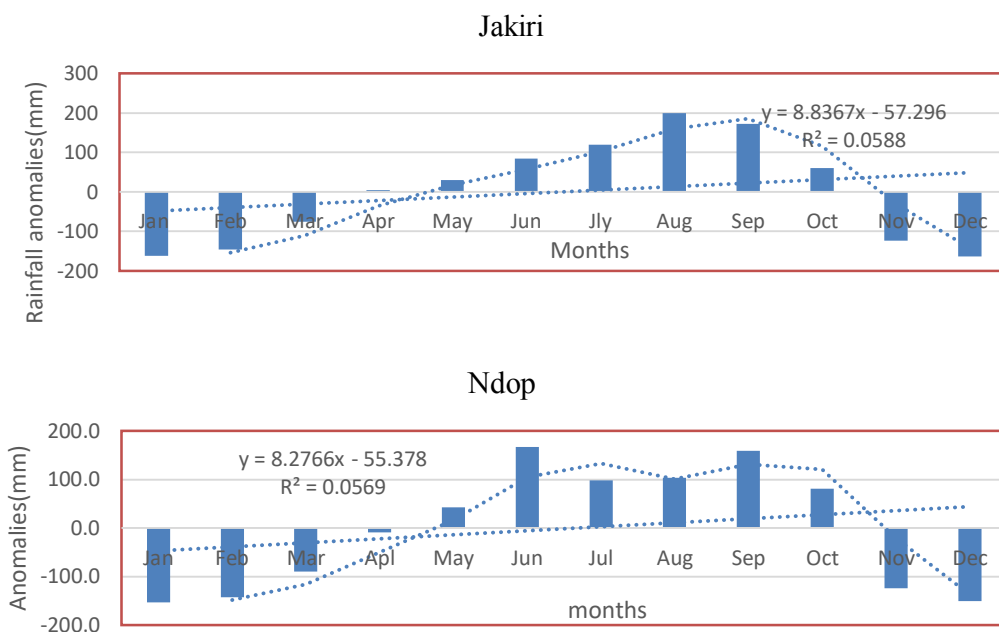 Jakiri
300
200
100
0
-100
-200
Rainfall anomalies(mm)
y = 8.8367x - 57.296
R² = 0.0588
Jan Feb Mar Apr May Jun Jly Aug Sep Oct Nov Dec
Months
Ndop
200.0
100.0
0.0
-100.0
-200.0
Anomalies(mm)
y = 8.2766x - 55.378
R² = 0.0569
Jan Feb Mar Apl May Jun Jul Aug Sep Oct Nov Dec
months